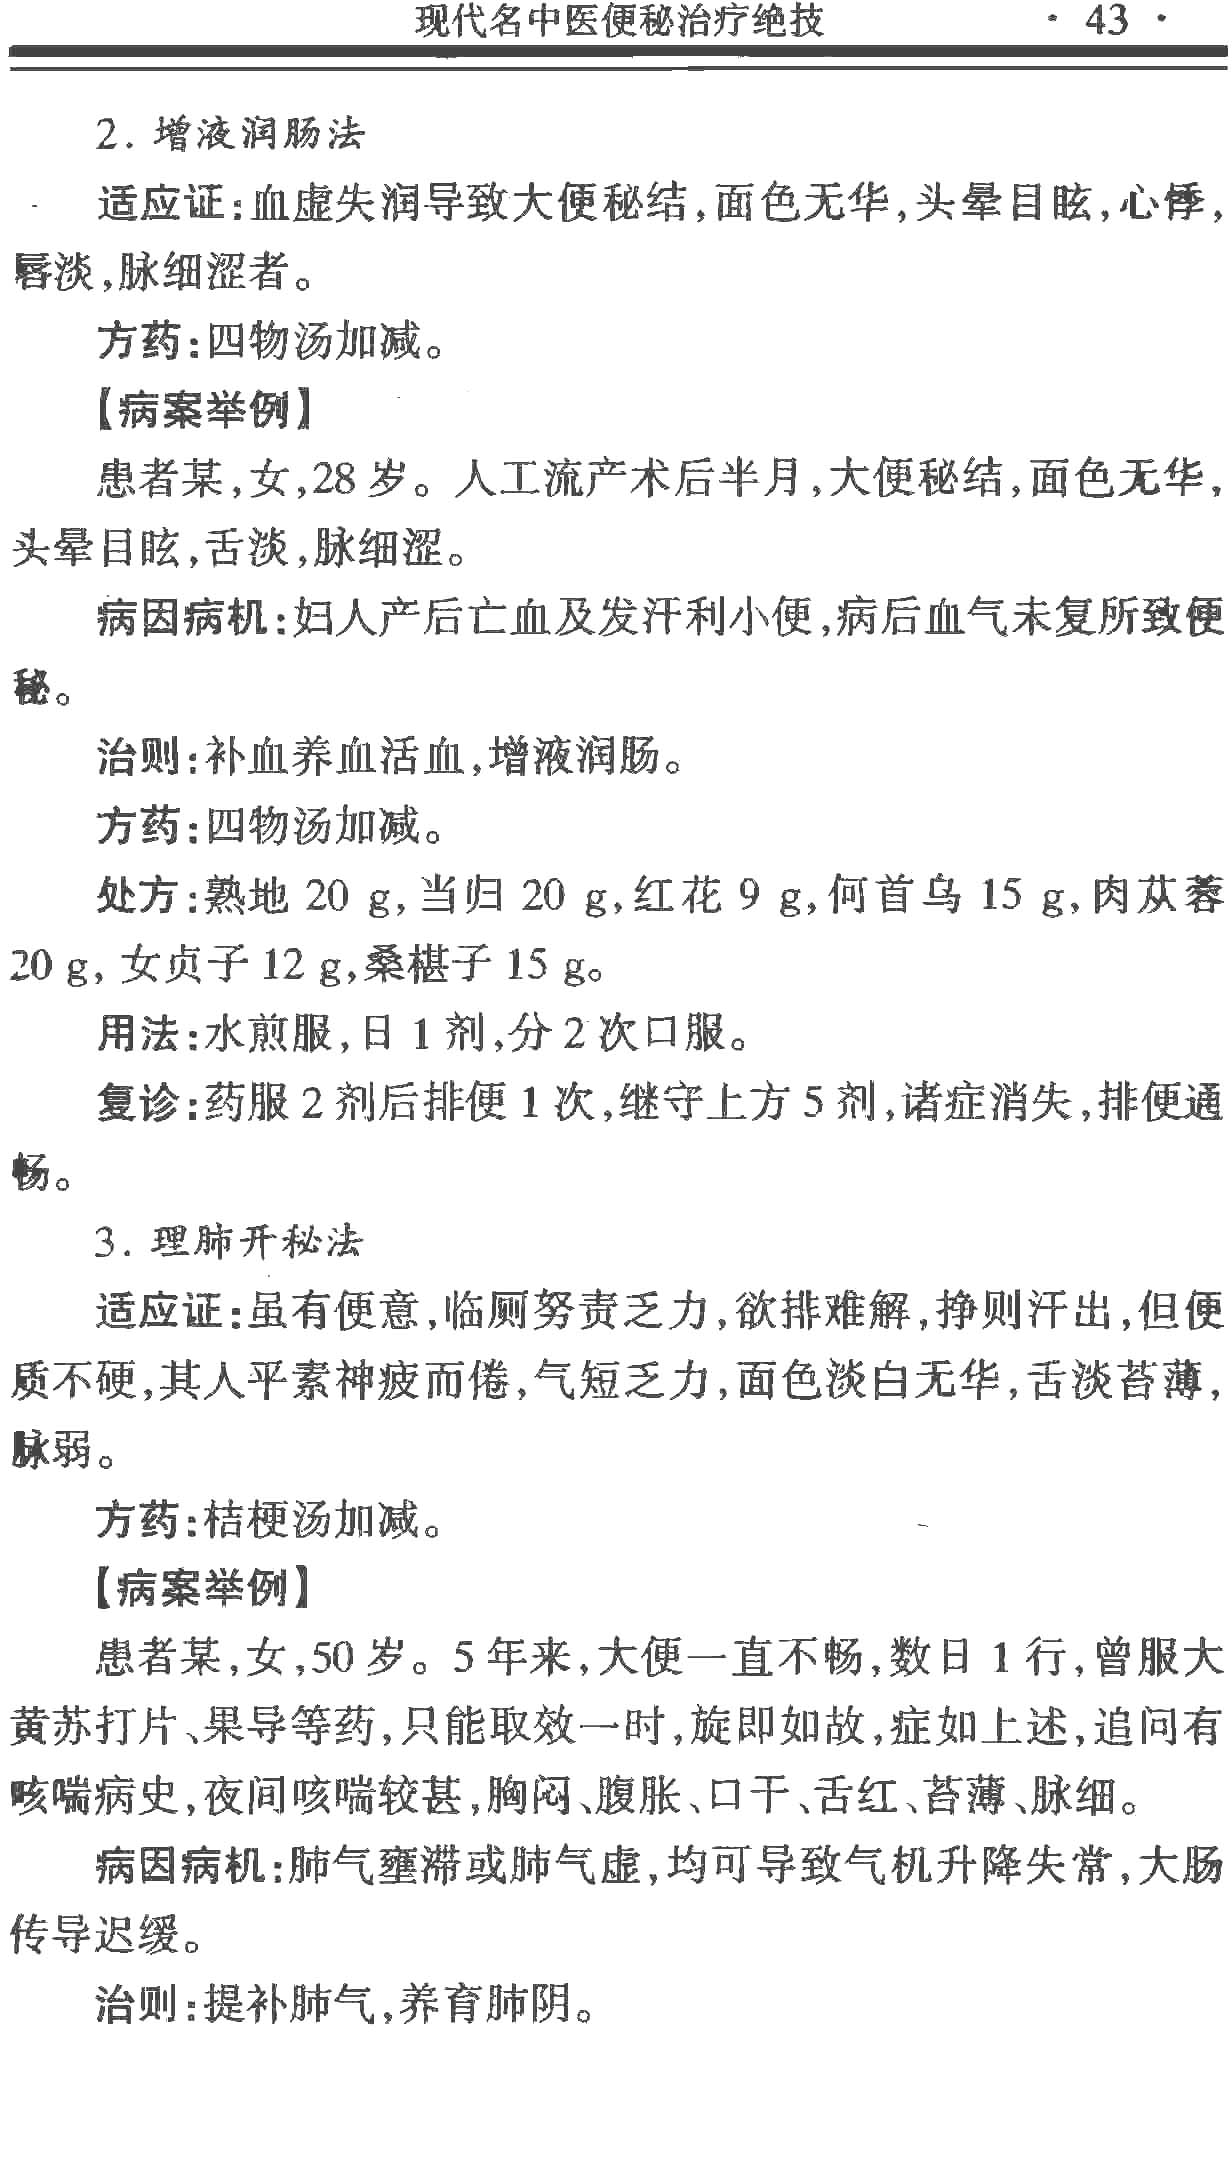 现代名中医便秘治疗绝技 · 43 ·
2. 增液润肠法
适应证:血虚失润导致大便秘结,面色无华,头晕目眩,心悸,
唇淡,脉细涩者。
方药:四物汤加减。
【病案举例】
患者某,女,28岁。人工流产术后半月,大便秘结,面色无华,
头晕目眩,舌淡,脉细涩。
病因病机:妇人产后亡血及发汗利小便,病后血气未复所致便
秘。
治则:补血养血活血,增液润肠。
方药:四物汤加减。
处方:熟地 20 g,当归 20 g,红花 9 g,何首乌 15 g,肉苁蓉
20 g,女贞子 12 g,桑椹子 15 g。
用法:水煎服,日 1 剂,分 2 次口服。
复诊:药服 2 剂后排便 1 次,继守上方 5 剂,诸症消失,排便通
畅。
3. 理肺开秘法
适应证:虽有便意,临厕努责乏力,欲排难解,挣则汗出,但便
质不硬,其人平素神疲而倦,气短乏力,面色淡白无华,舌淡苔薄,
脉弱。
方药:桔梗汤加减。
【病案举例】
患者某,女,50岁。5年来,大便一直不畅,数日 1 行,曾服大
黄苏打片、果导等药,只能取效一时,旋即如故,症如上述,追问有
咳喘病史,夜间咳喘较甚,胸闷、腹胀、口干、舌红、苔薄、脉细。
病因病机:肺气壅滞或肺气虚,均可导致气机升降失常,大肠
传导迟缓。
治则:提补肺气,养育肺阴。